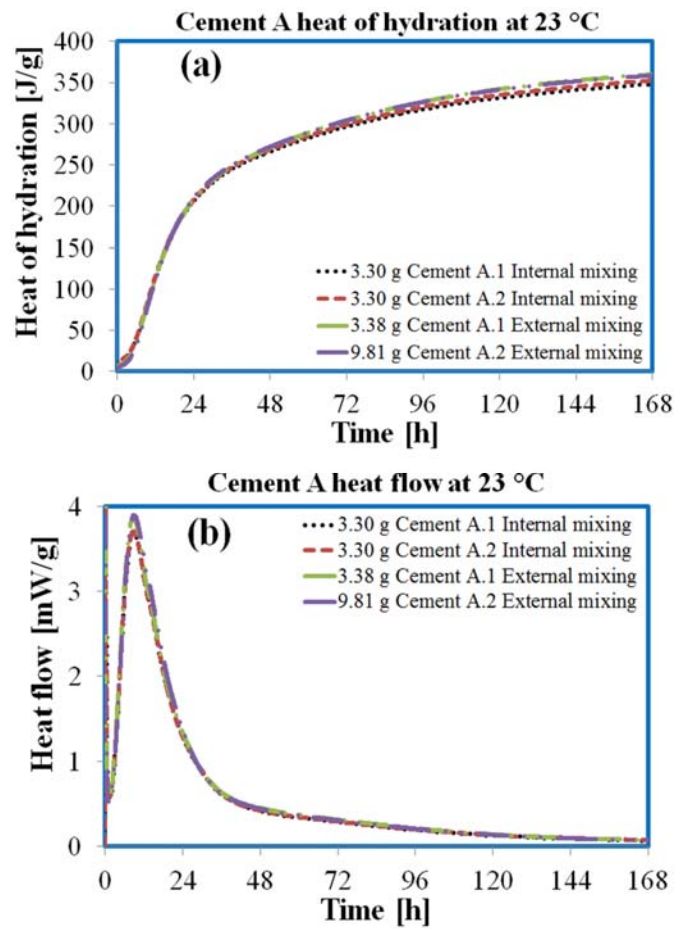 Cement A heat of hydration at 23 °C
400
350
300
250
200
150
100
50
0
Heat of hydration [J/g]
(a)
3.30 g Cement A.1 Internal mixing
3.30 g Cement A.2 Internal mixing
3.38 g Cement A.1 External mixing
9.81 g Cement A.2 External mixing
0 24 48 72 96 120 144 168
Time [h]
Cement A heat flow at 23 °C
4
3
2
1
0
Heat flow [mW/g]
(b)
3.30 g Cement A.1 Internal mixing
3.30 g Cement A.2 Internal mixing
3.38 g Cement A.1 External mixing
9.81 g Cement A.2 External mixing
0 24 48 72 96 120 144 168
Time [h]